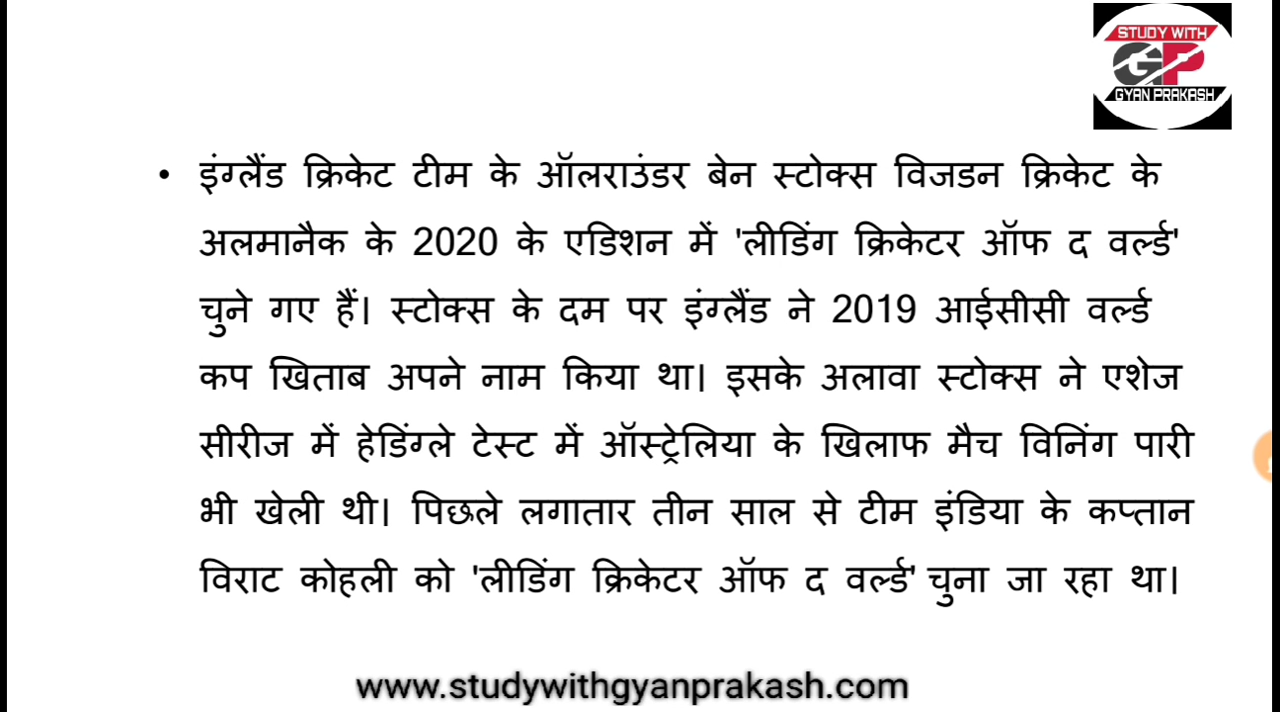 STUDY WITH
GP
GYAN PRAKASH
• इंग्लैंड क्रिकेट टीम के ऑलराउंडर बेन स्टोक्स विजडन क्रिकेट के
अलमानैक के 2020 के एडिशन में 'लीडिंग क्रिकेटर ऑफ द वर्ल्ड'
चुने गए हैं। स्टोक्स के दम पर इंग्लैंड ने 2019 आईसीसी वर्ल्ड
कप खिताब अपने नाम किया था। इसके अलावा स्टोक्स ने एशेज
सीरीज में हेडिंग्ले टेस्ट में ऑस्ट्रेलिया के खिलाफ मैच विनिंग पारी
भी खेली थी। पिछले लगातार तीन साल से टीम इंडिया के कप्तान
विराट कोहली को 'लीडिंग क्रिकेटर ऑफ द वर्ल्ड' चुना जा रहा था।
www.studywithgyanprakash.com